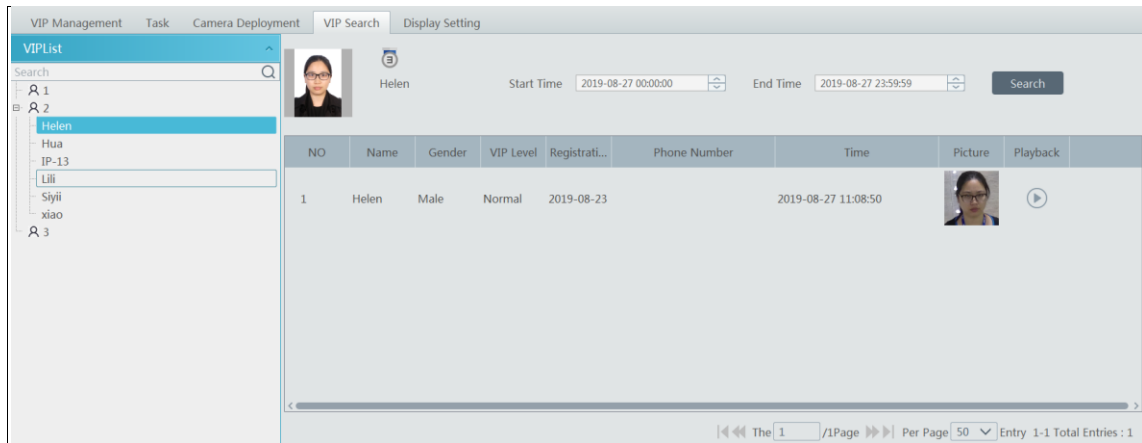 VIP Management Task Camera Deployment VIP Search Display Setting
VIPList
Search
1
2
Helen
Hua
IP-13
Lili
Siyii
xiao
3
Helen Start Time 2019-08-27 00:00:00 End Time 2019-08-27 23:59:59 Search
NO Name Gender VIP Level Registrati... Phone Number Time Picture Playback
1 Helen Male Normal 2019-08-23 2019-08-27 11:08:50
The 1 /1Page Per Page 50 Entry 1-1 Total Entries : 1